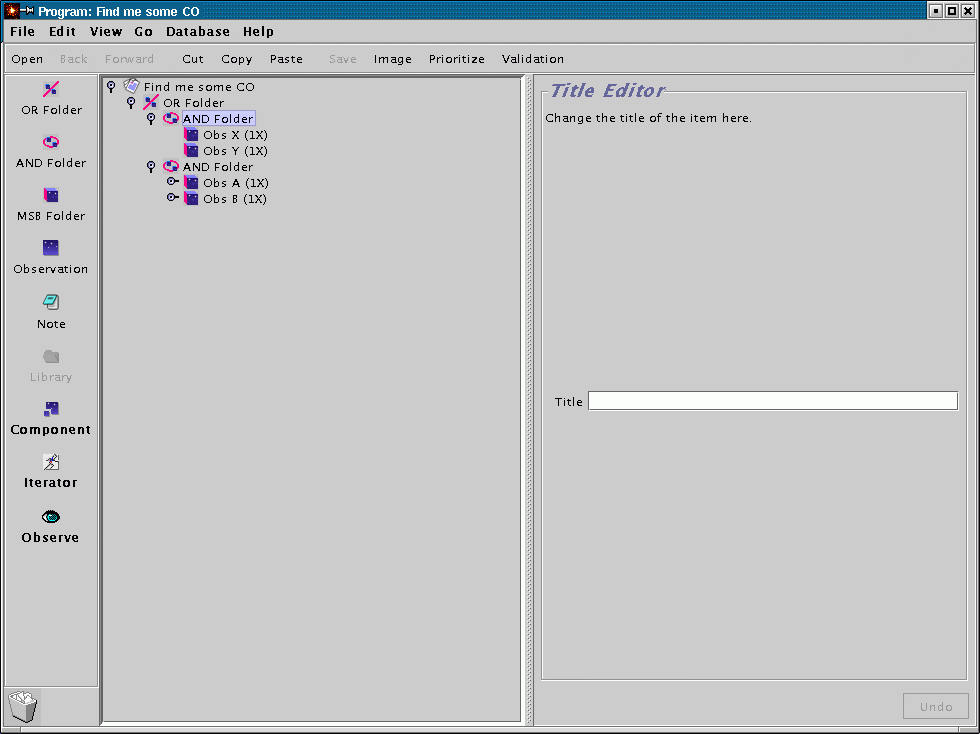 Program: Find me some CO
File Edit View Go Database Help
Open Back Forward Cut Copy Paste Save Image Prioritize Validation
OR Folder
AND Folder
MSB Folder
Observation
Note
Library
Component
Iterator
Observe
Find me some CO
OR Folder
AND Folder
Obs X (1X)
Obs Y (1X)
AND Folder
Obs A (1X)
Obs B (1X)
Title Editor
Change the title of the item here.
Title
Undo